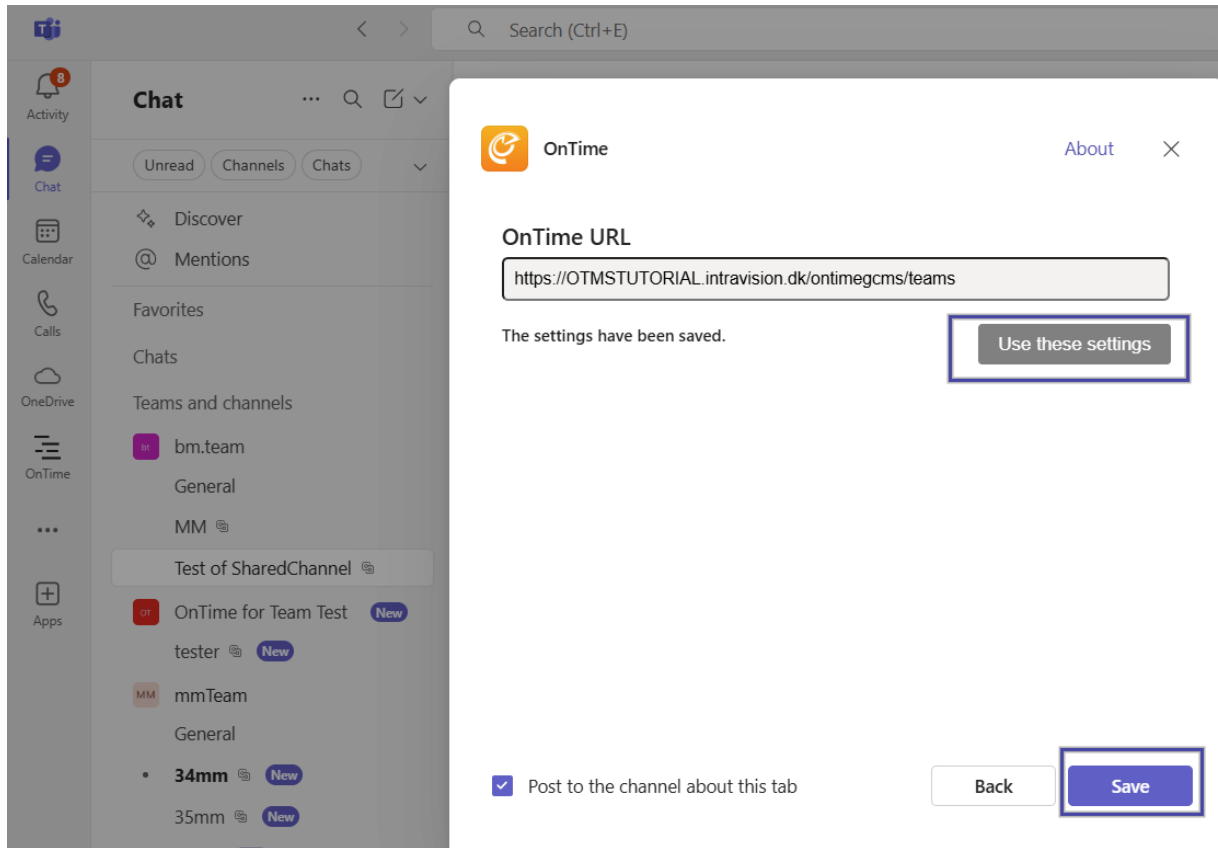 Search (Ctrl+E)
8
Activity
Chat
Calendar
Calls
OneDrive
OnTime
Apps
Chat
Unread
Channels
Chats
Discover
Mentions
Favorites
Chats
Teams and channels
bt
bm.team
General
MM
Test of SharedChannel
OT
OnTime for Team Test New
tester New
MM
mmTeam
General
34mm New
35mm New
OnTime
About
OnTime URL
https://OTMSTUTORIAL.intravision.dk/ontimegcms/teams
The settings have been saved.
Use these settings
Post to the channel about this tab
Back
Save